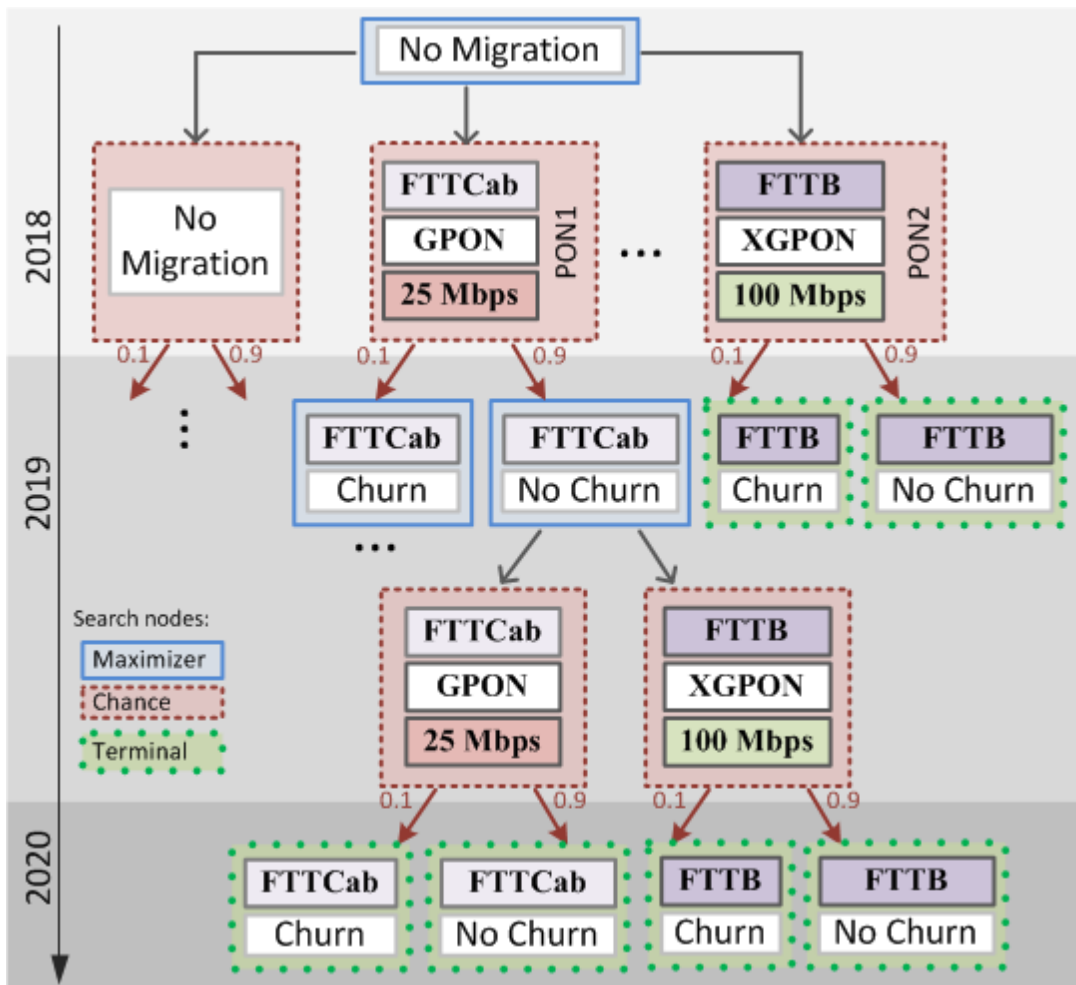 No Migration
2018
No
Migration
FTTCab
GPON
25 Mbps
PON1
...
FTTB
XGPON
100 Mbps
PON2
0.1
0.9
0.1
0.9
0.1
0.9
2019
...
FTTCab
Churn
FTTCab
No Churn
FTTB
Churn
FTTB
No Churn
...
Search nodes:
Maximizer
Chance
Terminal
FTTCab
GPON
25 Mbps
FTTB
XGPON
100 Mbps
0.1
0.9
0.1
0.9
2020
FTTCab
Churn
FTTCab
No Churn
FTTB
Churn
FTTB
No Churn